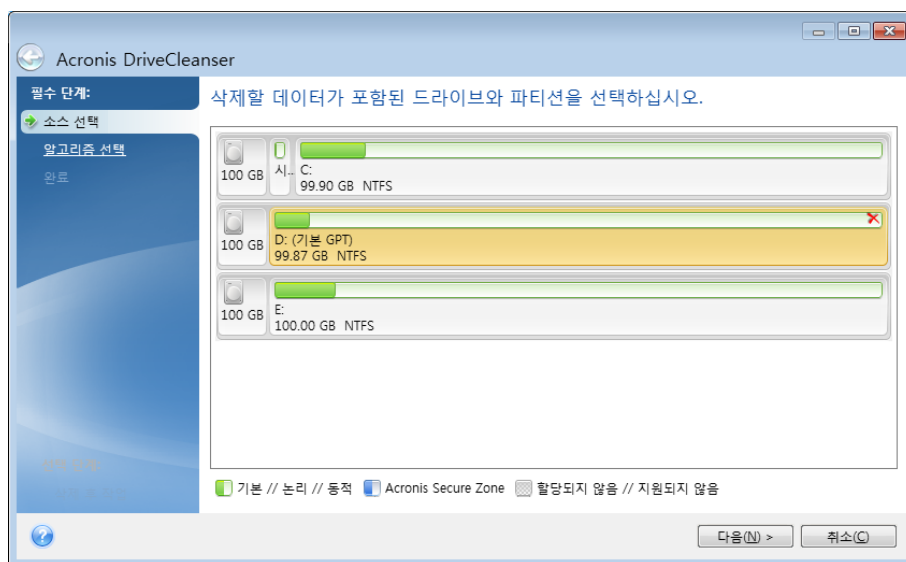 Acronis DriveCleanser
필수 단계:
소스 선택
알고리즘 선택
완료
삭제할 데이터가 포함된 드라이브와 파티션을 선택하십시오.
100 GB
시..
C:
99.90 GB NTFS
100 GB
D: (기본 GPT)
99.87 GB NTFS
100 GB
E:
100.00 GB NTFS
기본 // 논리 // 동적 Acronis Secure Zone 할당되지 않음 // 지원되지 않음
다음(N) > 취소(C)